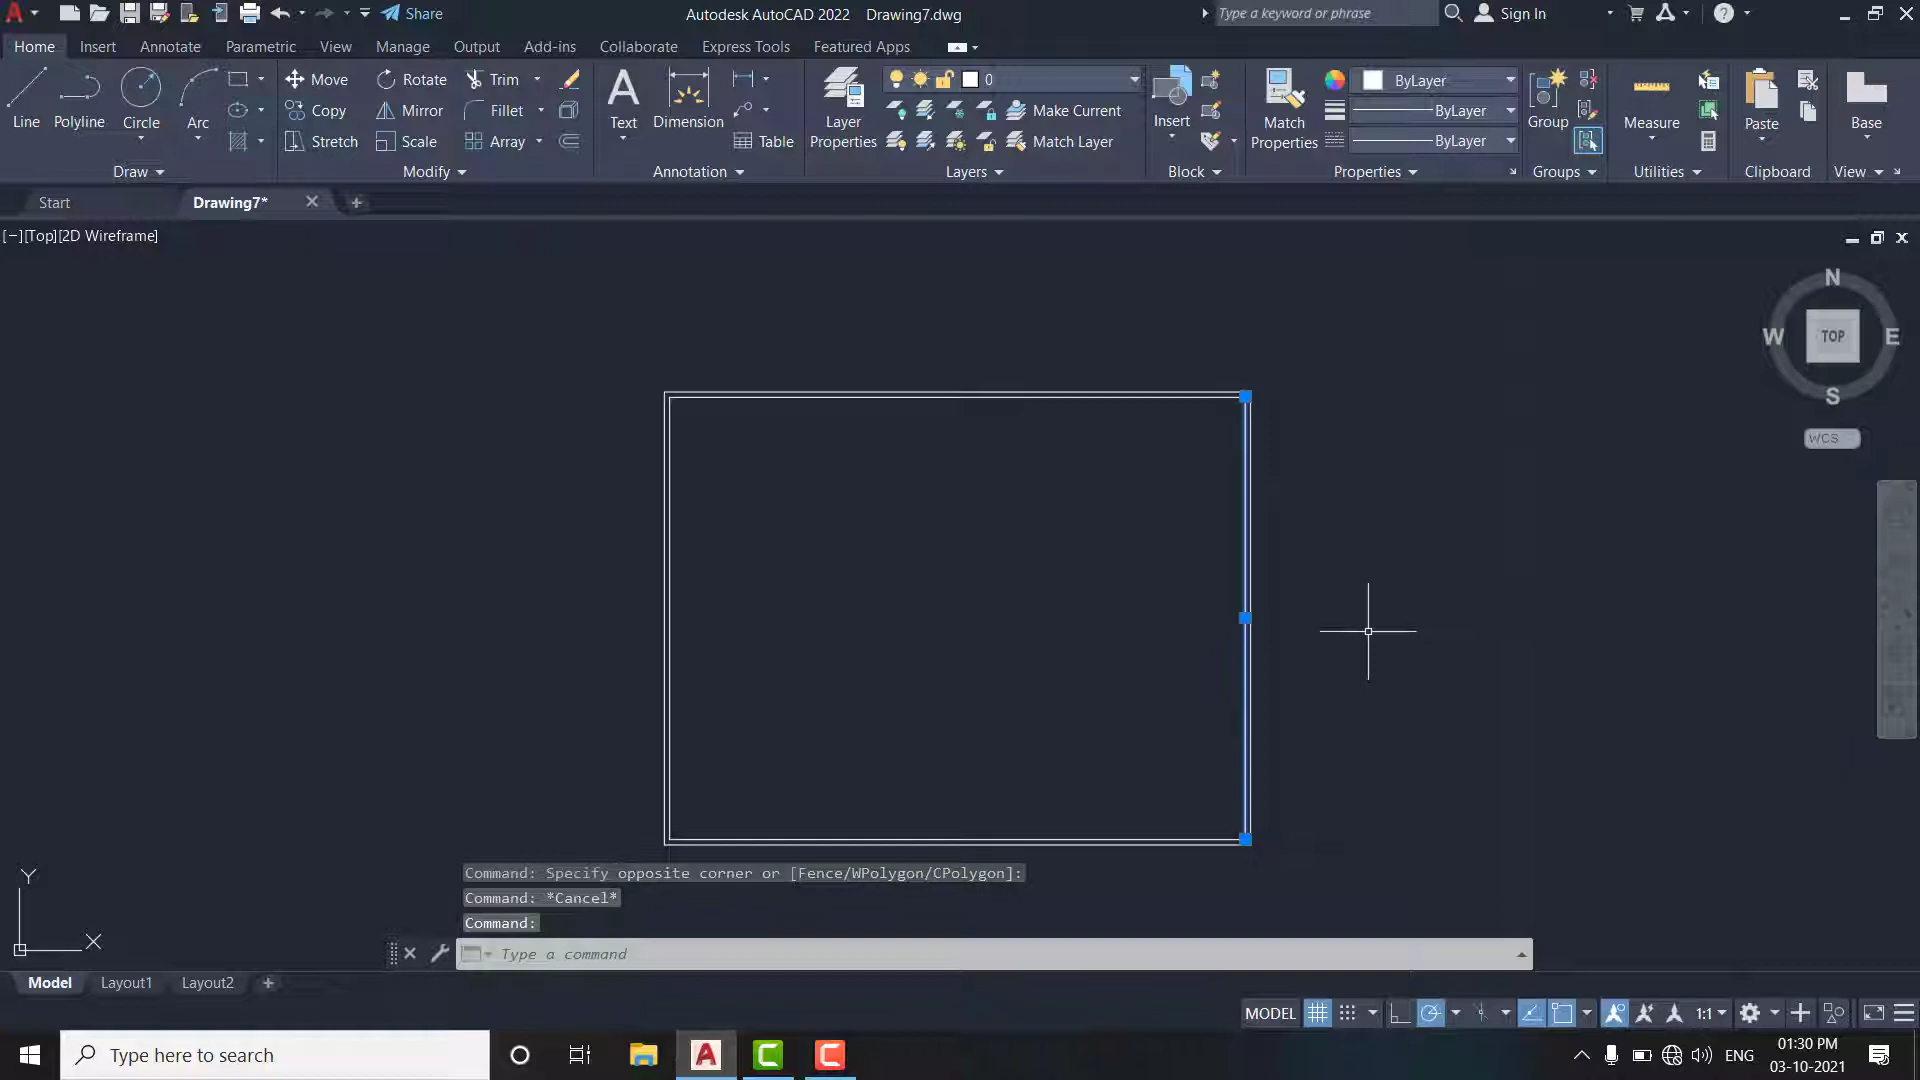 Share
Autodesk AutoCAD 2022 Drawing7.dwg
Type a keyword or phrase
Sign In
Home Insert Annotate Parametric View Manage Output Add-ins Collaborate Express Tools Featured Apps
Move Rotate Trim 0 ByLayer
Copy Mirror Fillet Make Current ByLayer
Line Polyline Circle Arc Text Dimension Layer Properties Insert Match Properties Group Measure Paste Base
Stretch Scale Array Table Match Layer ByLayer
Draw Modify Annotation Layers Block Properties Groups Utilities Clipboard View
Start Drawing7*
[−][Top][2D Wireframe]
N
W TOP E
S
WCS
Y
X
Command: Specify opposite corner or [Fence/WPolygon/CPolygon]:
Command: *Cancel*
Command:
Type a command
Model Layout1 Layout2
MODEL 1:1
Type here to search
ENG
01:30 PM
03-10-2021